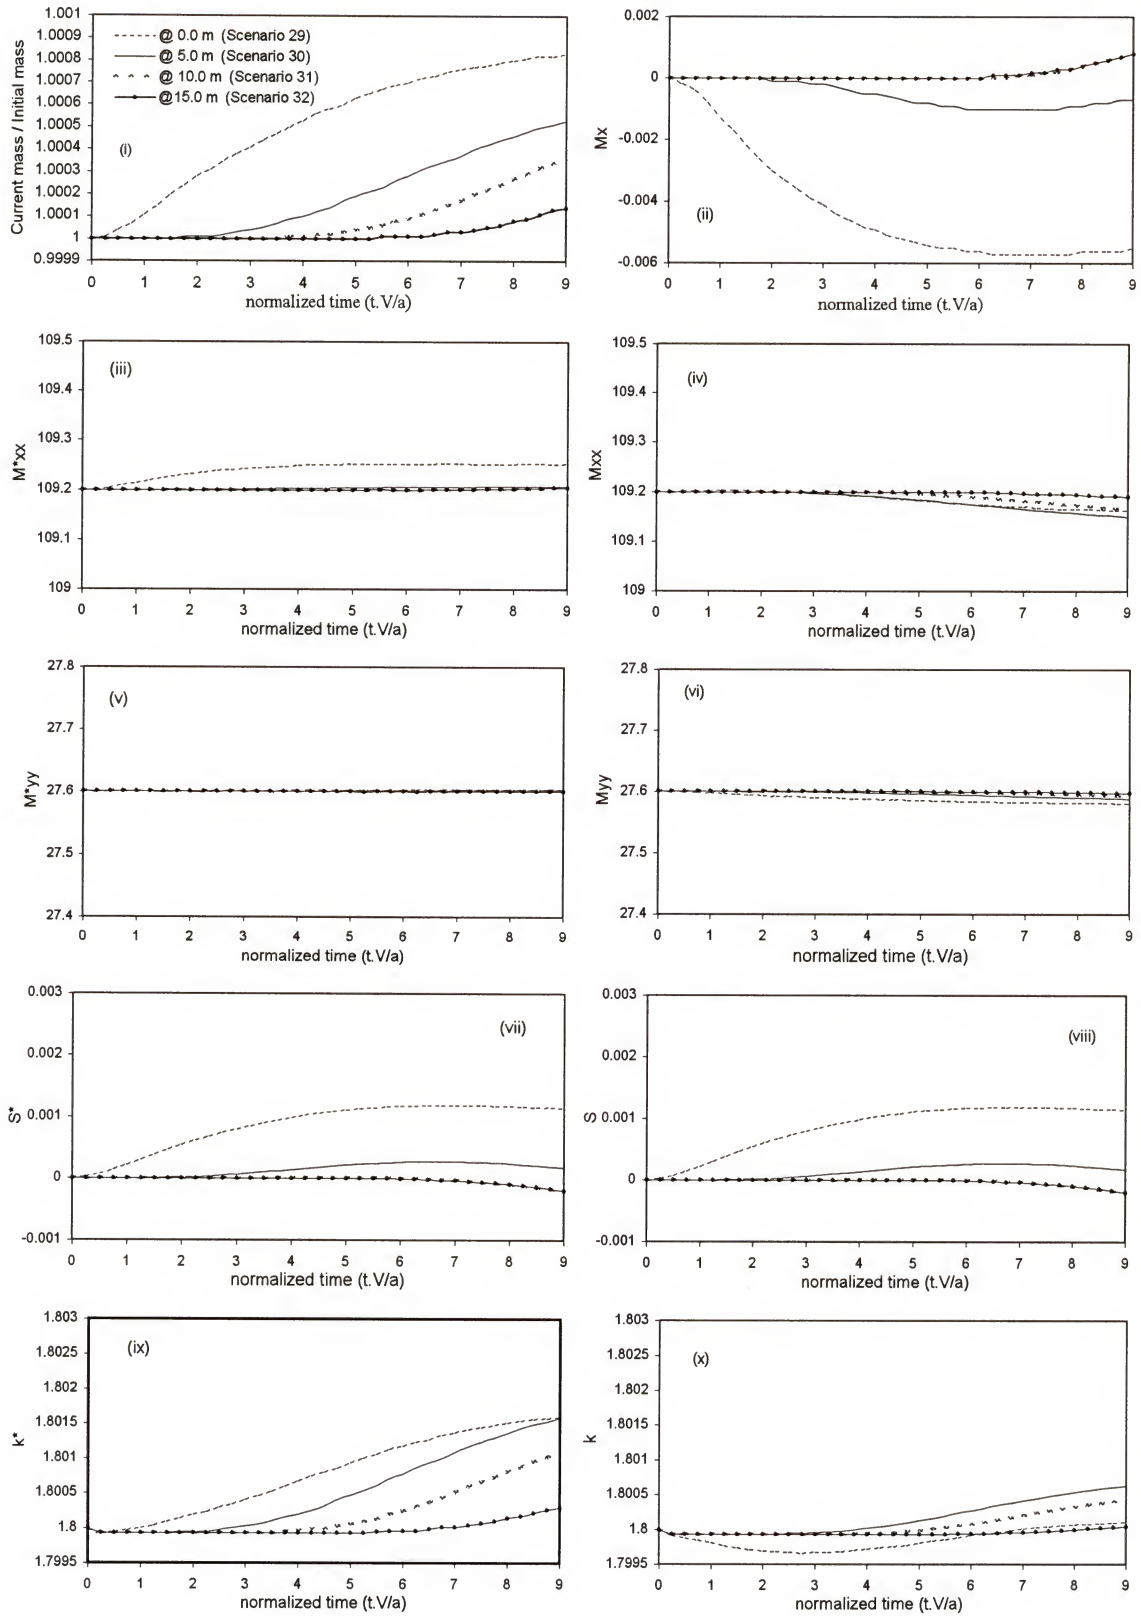 1.001
1.0009
1.0008
1.0007
1.0006
1.0005
1.0004
1.0003
1.0002
1.0001
1
0.9999
Current mass / Initial mass
@ 0.0 m (Scenario 29)
@ 5.0 m (Scenario 30)
@ 10.0 m (Scenario 31)
@15.0 m (Scenario 32)
(i)
0 1 2 3 4 5 6 7 8 9
normalized time (t.V/a)
0.002
0
-0.002
-0.004
-0.006
Mx
(ii)
0 1 2 3 4 5 6 7 8 9
normalized time (t.V/a)
109.5
109.4
109.3
109.2
109.1
109
M*xx
(iii)
0 1 2 3 4 5 6 7 8 9
normalized time (t.V/a)
109.5
109.4
109.3
109.2
109.1
109
Mxx
(iv)
0 1 2 3 4 5 6 7 8 9
normalized time (t.V/a)
27.8
27.7
27.6
27.5
27.4
M*yy
(v)
0 1 2 3 4 5 6 7 8 9
normalized time (t.V/a)
27.8
27.7
27.6
27.5
27.4
Myy
(vi)
0 1 2 3 4 5 6 7 8 9
normalized time (t.V/a)
0.003
0.002
0.001
0
-0.001
S*
(vii)
0 1 2 3 4 5 6 7 8 9
normalized time (t.V/a)
0.003
0.002
0.001
0
-0.001
S
(viii)
0 1 2 3 4 5 6 7 8 9
normalized time (t.V/a)
1.803
1.8025
1.802
1.8015
1.801
1.8005
1.8
1.7995
k*
(ix)
0 1 2 3 4 5 6 7 8 9
normalized time (t.V/a)
1.803
1.8025
1.802
1.8015
1.801
1.8005
1.8
1.7995
k
(x)
0 1 2 3 4 5 6 7 8 9
normalized time (t.V/a)